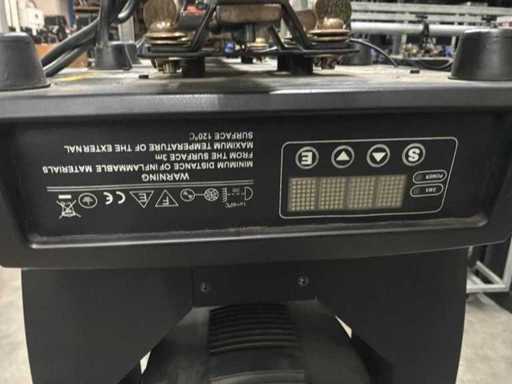 DMX
POWER
S
E
WARNING
MINIMUM DISTANCE OF INFLAMMABLE MATERIALS
FROM THE SURFACE 3m
MAXIMUM TEMPERATURE OF THE EXTERNAL
SURFACE 120°C
F
E
CE